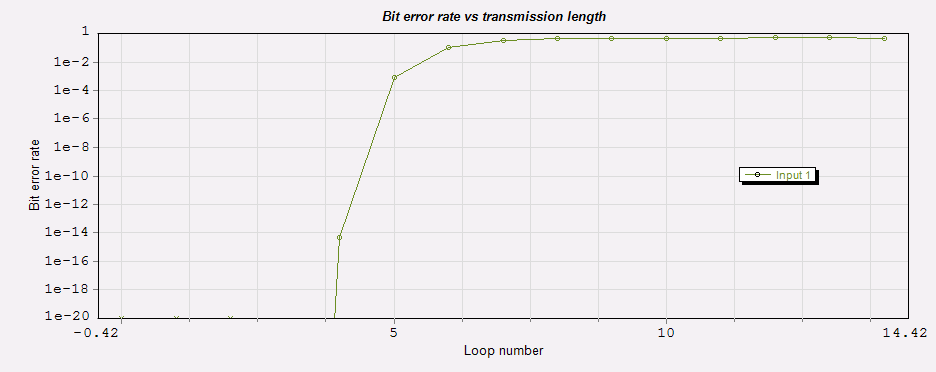 Bit error rate vs transmission length
1
1e-2
1e-4
1e-6
1e-8
1e-10
1e-12
1e-14
1e-16
1e-18
1e-20
Bit error rate
Input 1
-0.42
5
10
14.42
Loop number